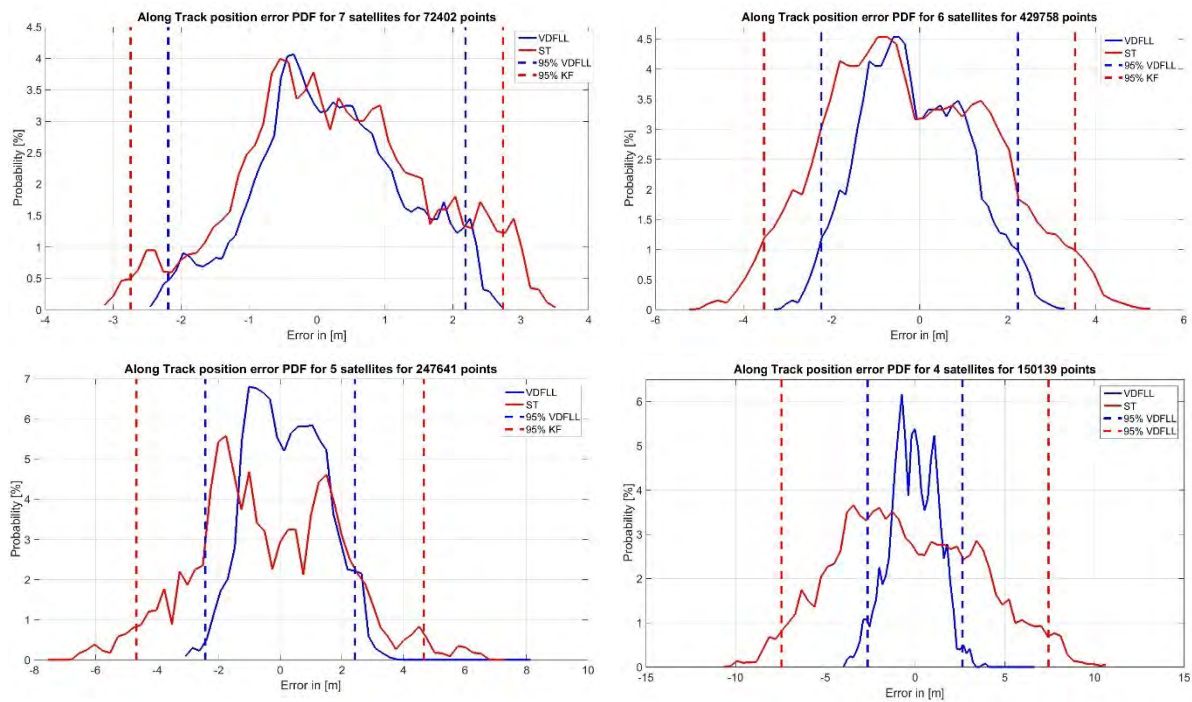 Along Track position error PDF for 7 satellites for 72402 points
4.5
4
3.5
3
2.5
2
1.5
1
0.5
0
Probability [%]
VDFLL
ST
95% VDFLL
95% KF
-4 -3 -2 -1 0 1 2 3 4
Error in [m]
Along Track position error PDF for 6 satellites for 429758 points
4.5
4
3.5
3
2.5
2
1.5
1
0.5
0
Probability [%]
VDFLL
ST
95% VDFLL
95% KF
-6 -4 -2 0 2 4 6
Error in [m]
Along Track position error PDF for 5 satellites for 247641 points
7
6
5
4
3
2
1
0
Probability [%]
VDFLL
ST
95% VDFLL
95% KF
-8 -6 -4 -2 0 2 4 6 8 10
Error in [m]
Along Track position error PDF for 4 satellites for 150139 points
6
5
4
3
2
1
0
Probability [%]
VDFLL
ST
95% VDFLL
95% VDFLL
-15 -10 -5 0 5 10 15
Error in [m]